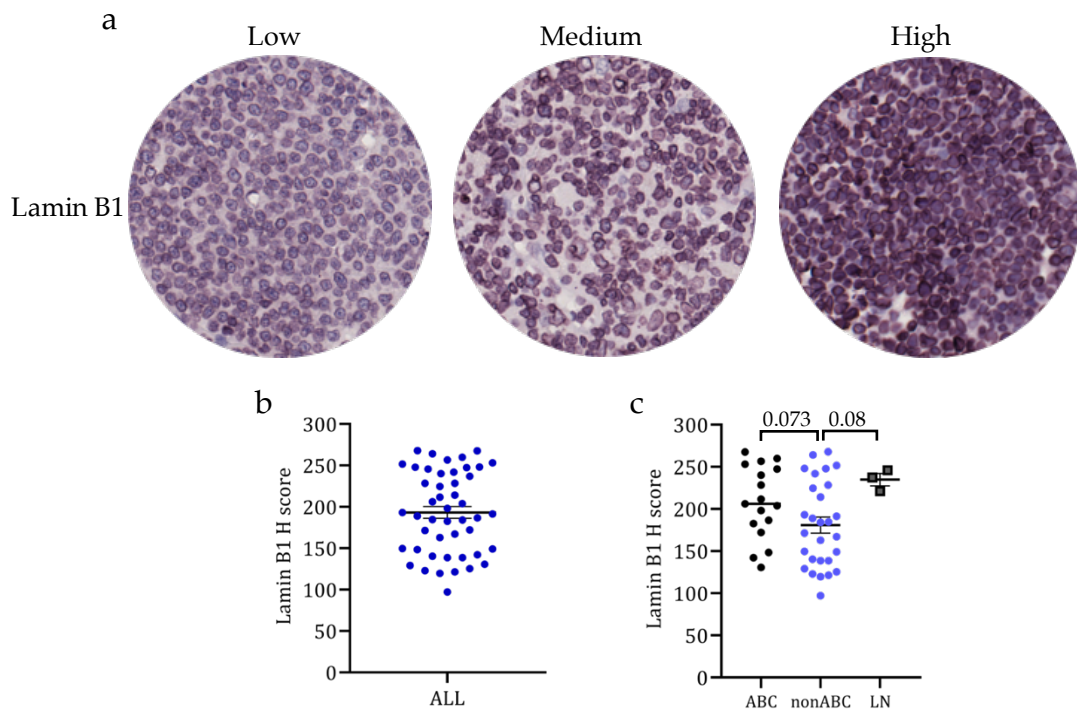 a
Low Medium High
Lamin B1
b
Lamin B1 H score
300
250
200
150
100
50
0
ALL
c
Lamin B1 H score
0.073 0.08
300
250
200
150
100
50
0
ABC nonABC LN